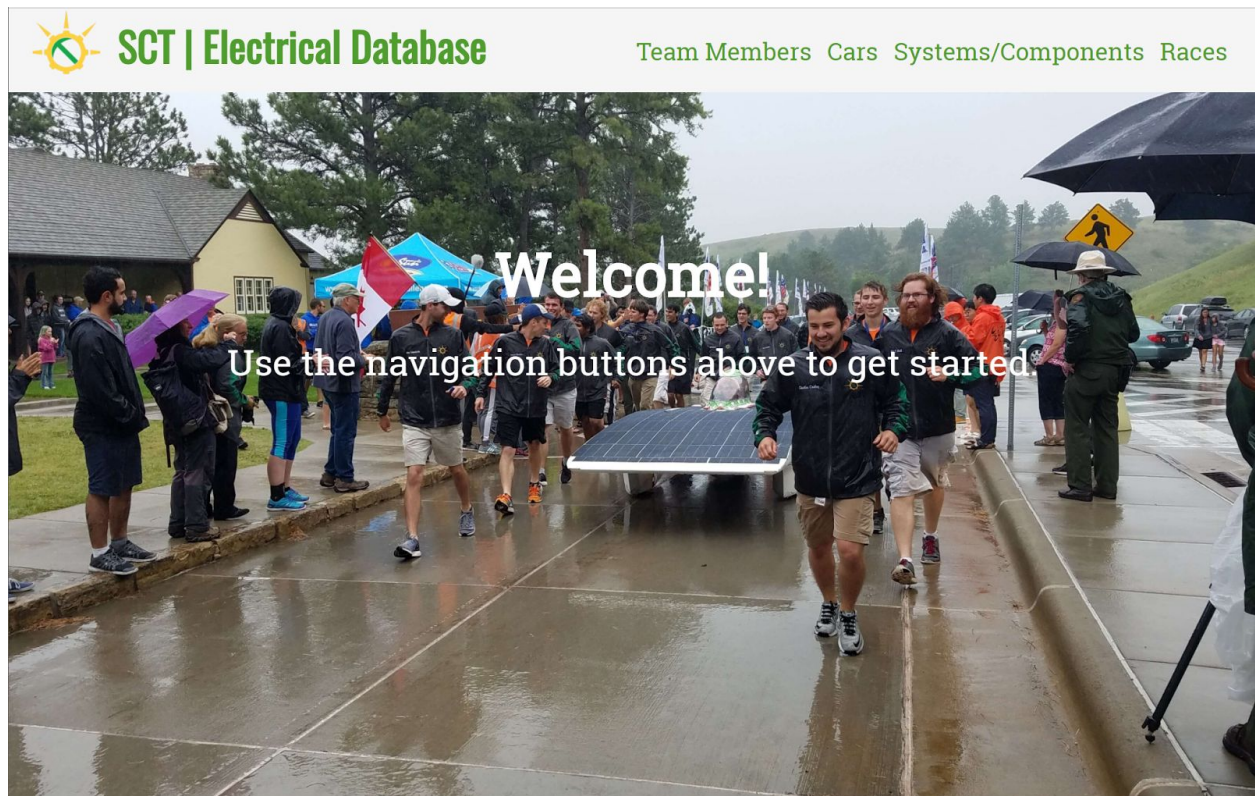 SCT | Electrical Database
Team Members Cars Systems/Components Races
Welcome!
Use the navigation buttons above to get started.